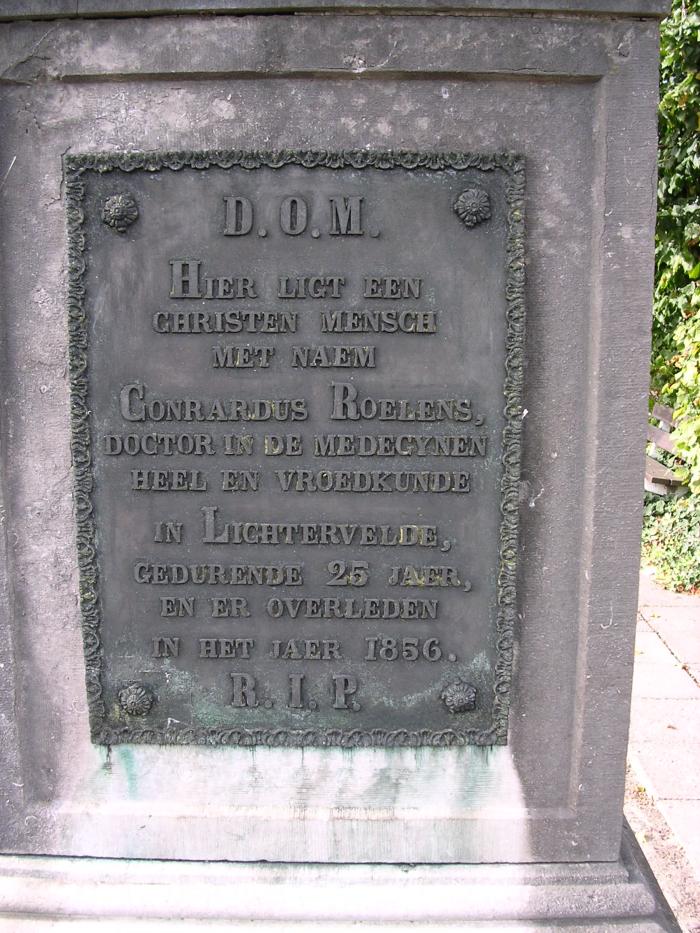 D. O. M.
HIER LIGT EEN
CHRISTEN MENSCH
MET NAEM
CONRARDUS ROELENS,
DOCTOR IN DE MEDECYNEN
HEEL EN VROEDKUNDE
IN LICHTERVELDE,
GEDURENDE 25 JAER,
EN ER OVERLEDEN
IN HET JAER 1856.
R. I. P.